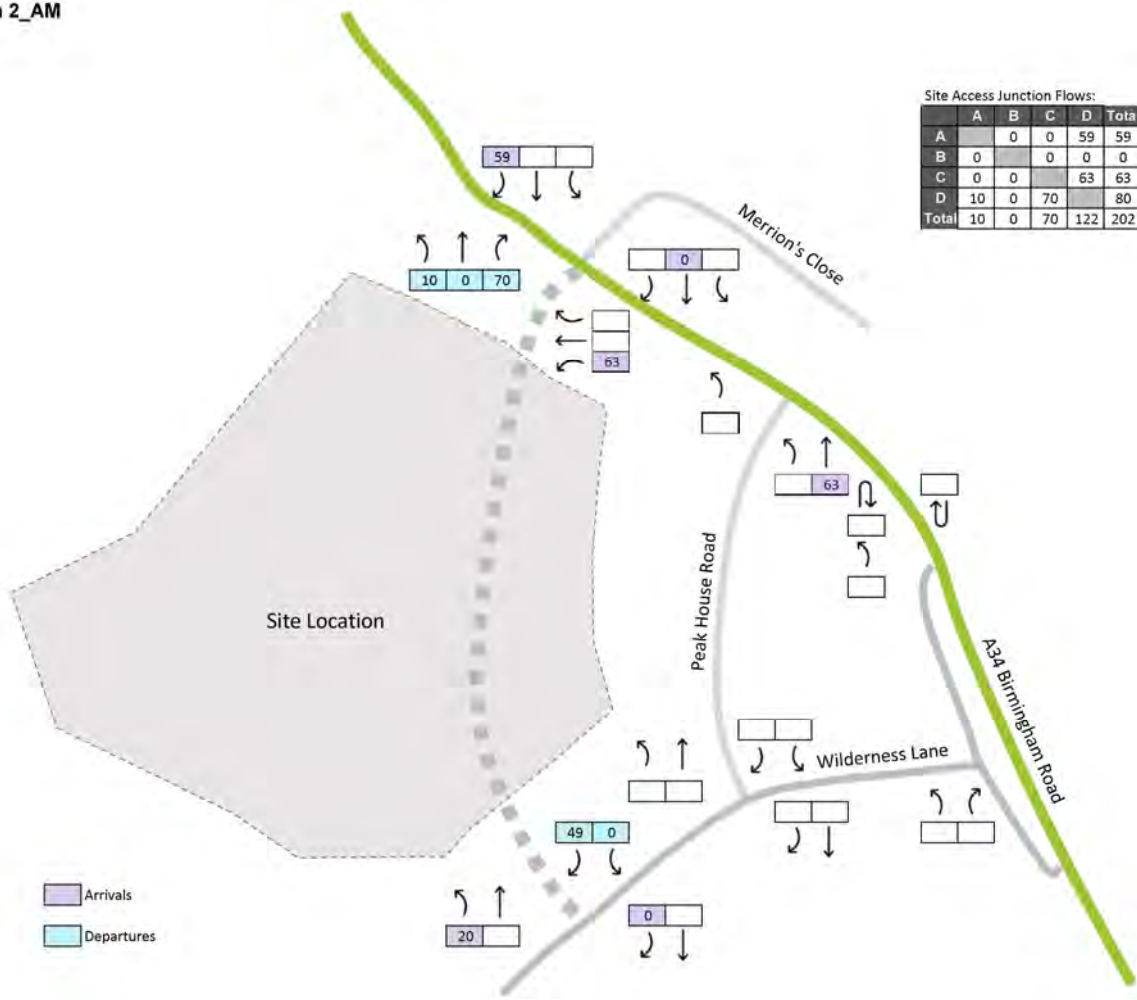 2_AM
Site Access Junction Flows:
A B C D Total
A 0 0 59 59
B 0 0 0 0
C 0 0 63 63
D 10 0 70 80
Total 10 0 70 122 202
59
Merrion's Close
0
10 0 70
63
63
Peak House Road
Site Location
A34 Birmingham Road
Wilderness Lane
49 0
Arrivals
0
20
Departures